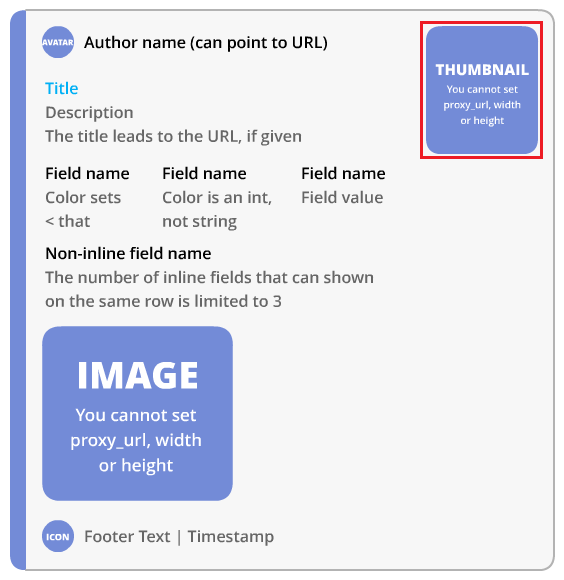 AVATAR Author name (can point to URL)
THUMBNAIL
You cannot set
proxy_url, width
or height
Title
Description
The title leads to the URL, if given
Field name Field name Field name
Color sets Color is an int, Field value
< that not string
Non-inline field name
The number of inline fields that can shown
on the same row is limited to 3
IMAGE
You cannot set
proxy_url, width
or height
ICON Footer Text | Timestamp